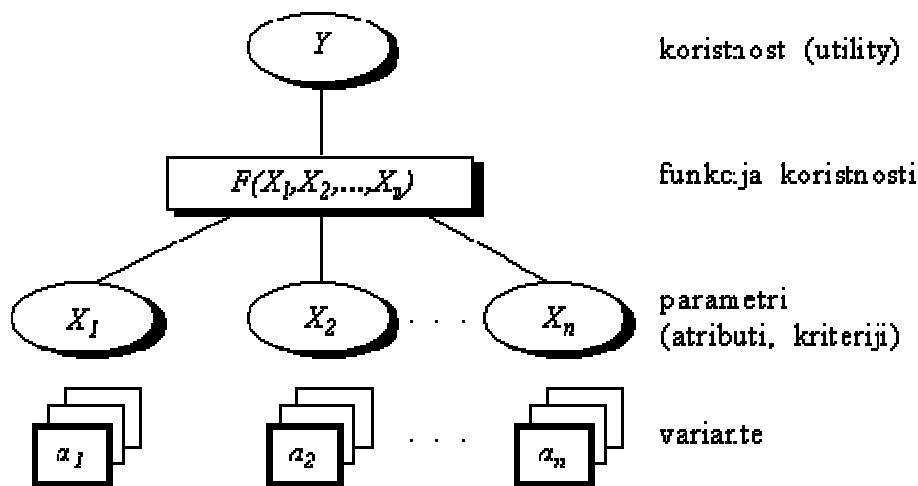 Y koristnost (utility)
F(X1,X2,...,Xn) funkcija koristnosti
X1 X2 . . . Xn parametri
(atributi, kriteriji)
a1 a2 . . . an variante